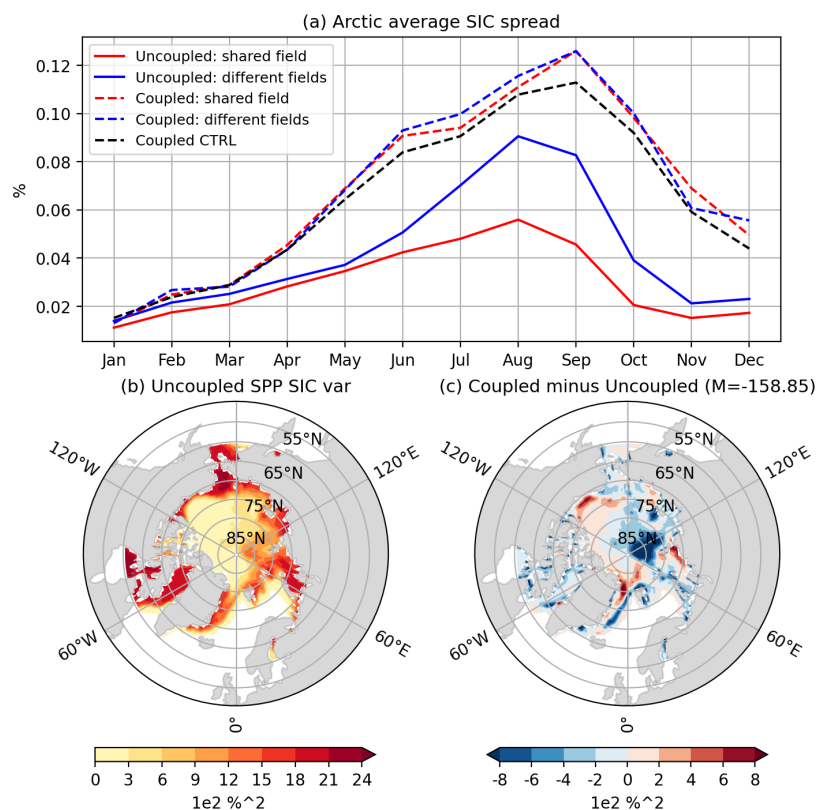 (a) Arctic average SIC spread
%
0.12
0.10
0.08
0.06
0.04
0.02
Uncoupled: shared field
Uncoupled: different fields
Coupled: shared field
Coupled: different fields
Coupled CTRL
Jan Feb Mar Apr May Jun Jul Aug Sep Oct Nov Dec
(b) Uncoupled SPP SIC var
120°W
55°N
120°E
65°N
75°N
85°N
60°W
60°E
0°
0 3 6 9 12 15 18 21 24
1e2 %^2
(c) Coupled minus Uncoupled (M=-158.85)
120°W
55°N
120°E
65°N
75°N
85°N
60°W
60°E
0°
-8 -6 -4 -2 0 2 4 6 8
1e2 %^2